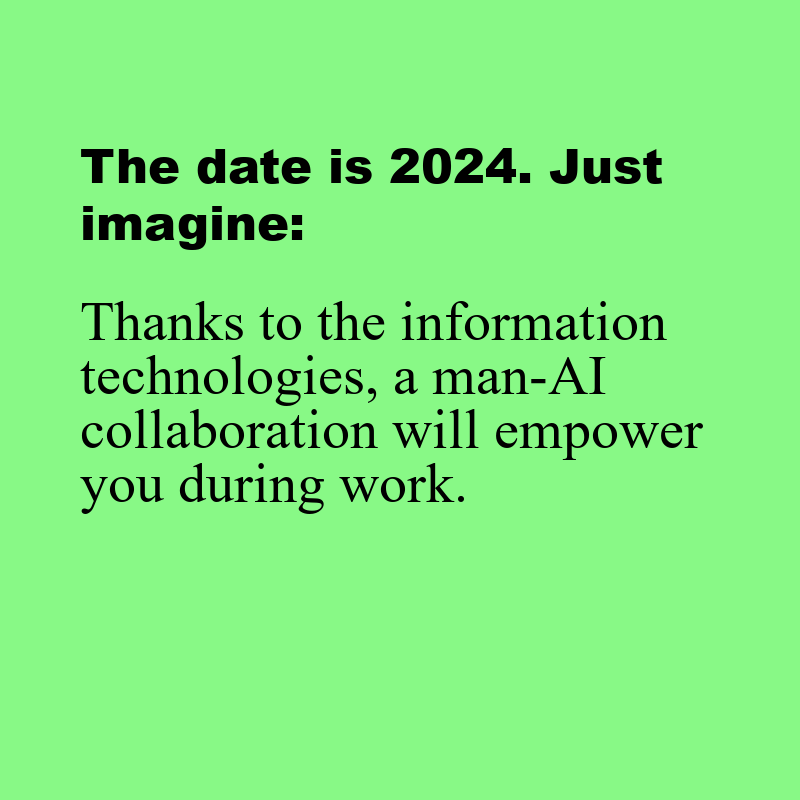 The date is 2024. Just
imagine:
Thanks to the information
technologies, a man-AI
collaboration will empower
you during work.